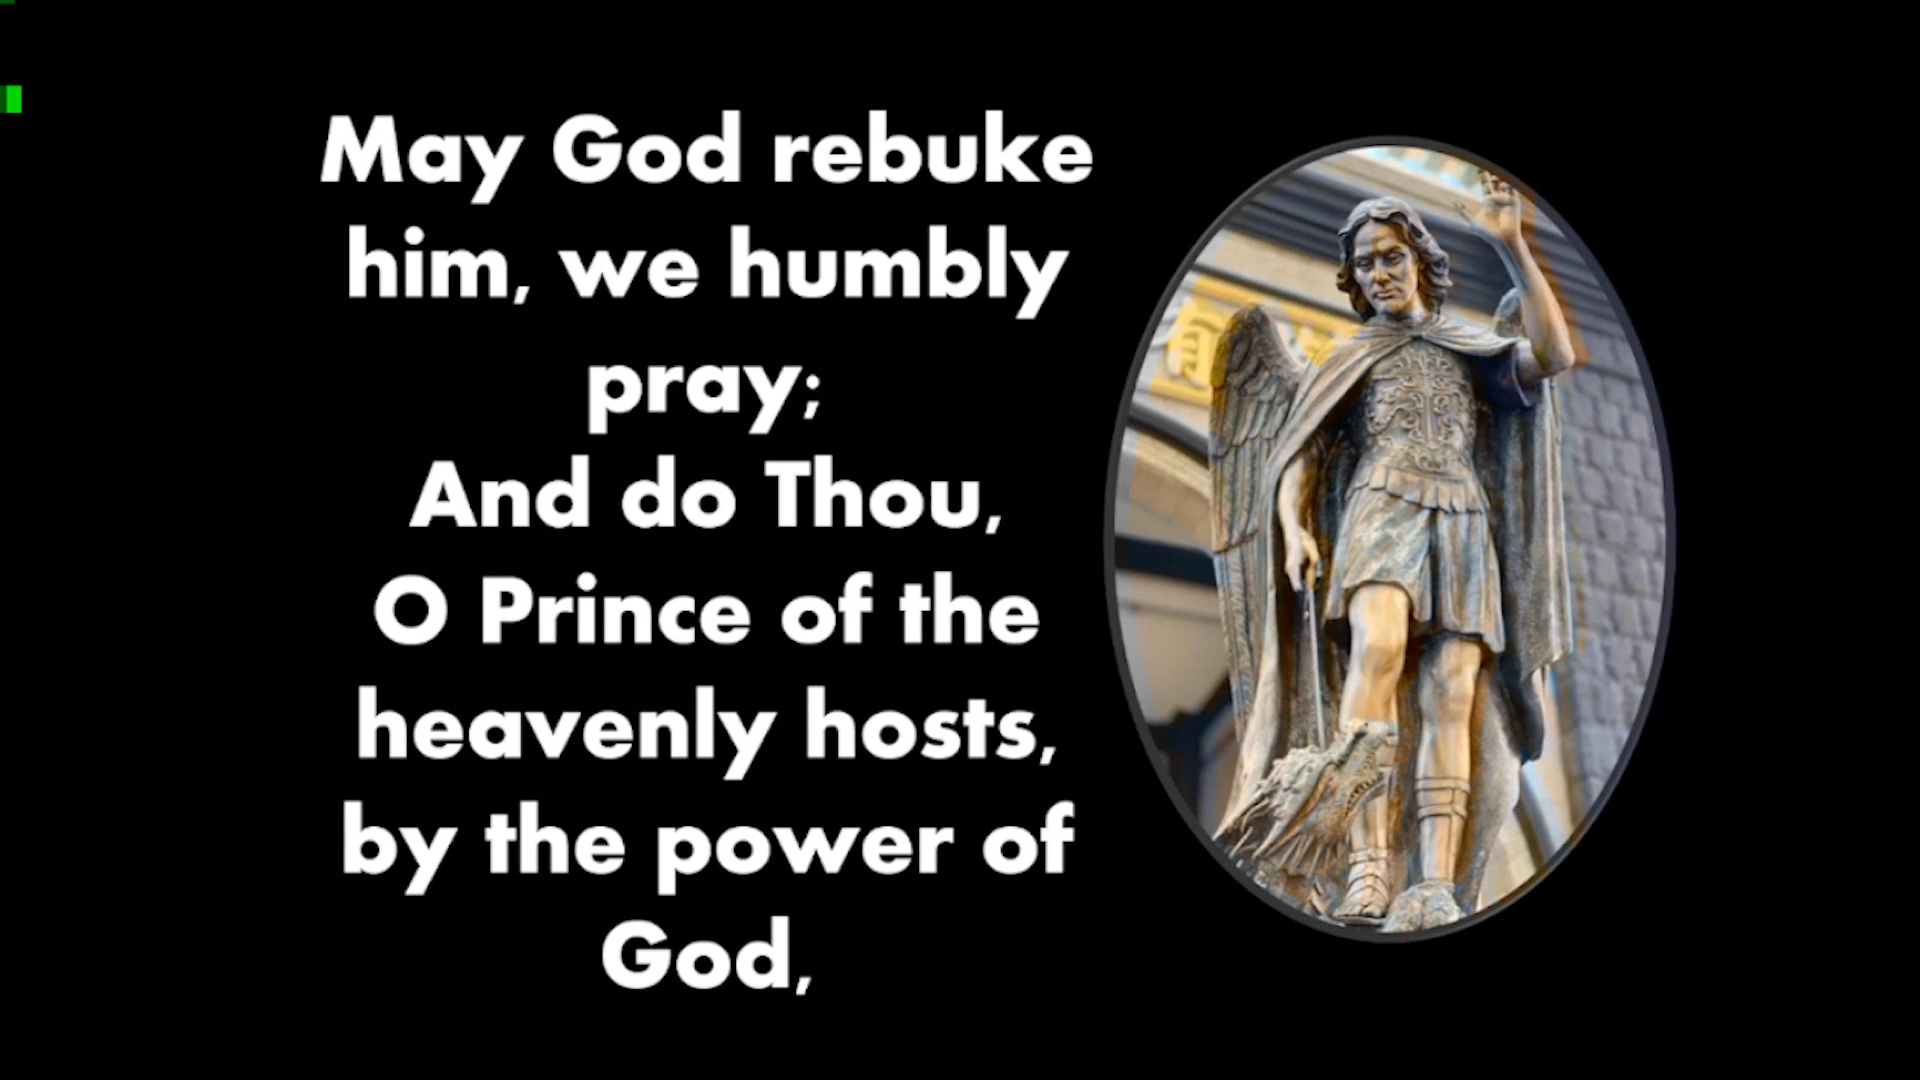 May God rebuke
him, we humbly
pray;
And do Thou,
O Prince of the
heavenly hosts,
by the power of
God,